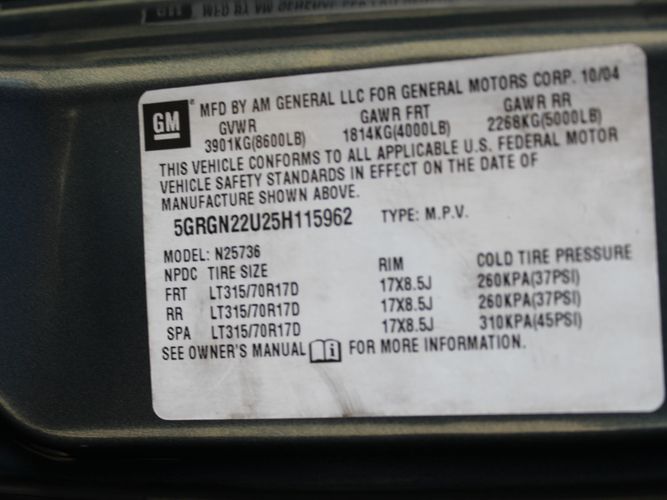 GM
MFD BY AM GENERAL LLC FOR GENERAL MOTORS CORP. 10/04
GVWR GAWR FRT GAWR RR
3901KG(8600LB) 1814KG(4000LB) 2268KG(5000LB)
THIS VEHICLE CONFORMS TO ALL APPLICABLE U.S. FEDERAL MOTOR
VEHICLE SAFETY STANDARDS IN EFFECT ON THE DATE OF
MANUFACTURE SHOWN ABOVE.
5GRGN22U25H115962 TYPE: M.P.V.
MODEL: N25736
NPDC TIRE SIZE RIM COLD TIRE PRESSURE
FRT LT315/70R17D 17X8.5J 260KPA(37PSI)
RR LT315/70R17D 17X8.5J 260KPA(37PSI)
SPA LT315/70R17D 17X8.5J 310KPA(45PSI)
SEE OWNER'S MANUAL FOR MORE INFORMATION.